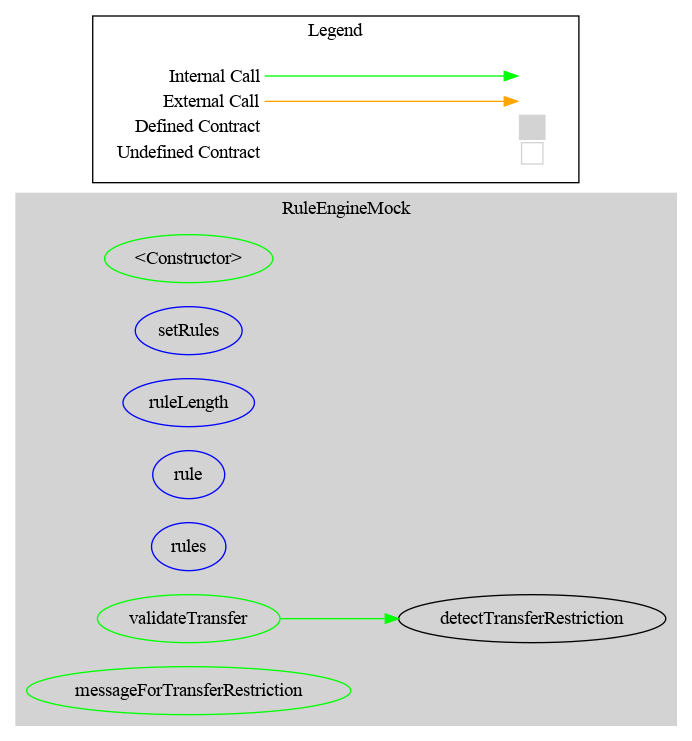 Legend
Internal Call
External Call
Defined Contract
Undefined Contract
RuleEngineMock
<Constructor>
setRules
ruleLength
rule
rules
validateTransfer
detectTransferRestriction
messageForTransferRestriction